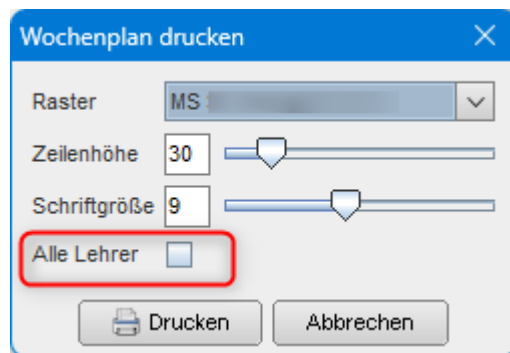 Wochenplan drucken
Raster MS
Zeilenhöhe 30
Schriftgröße 9
Alle Lehrer
Drucken Abbrechen